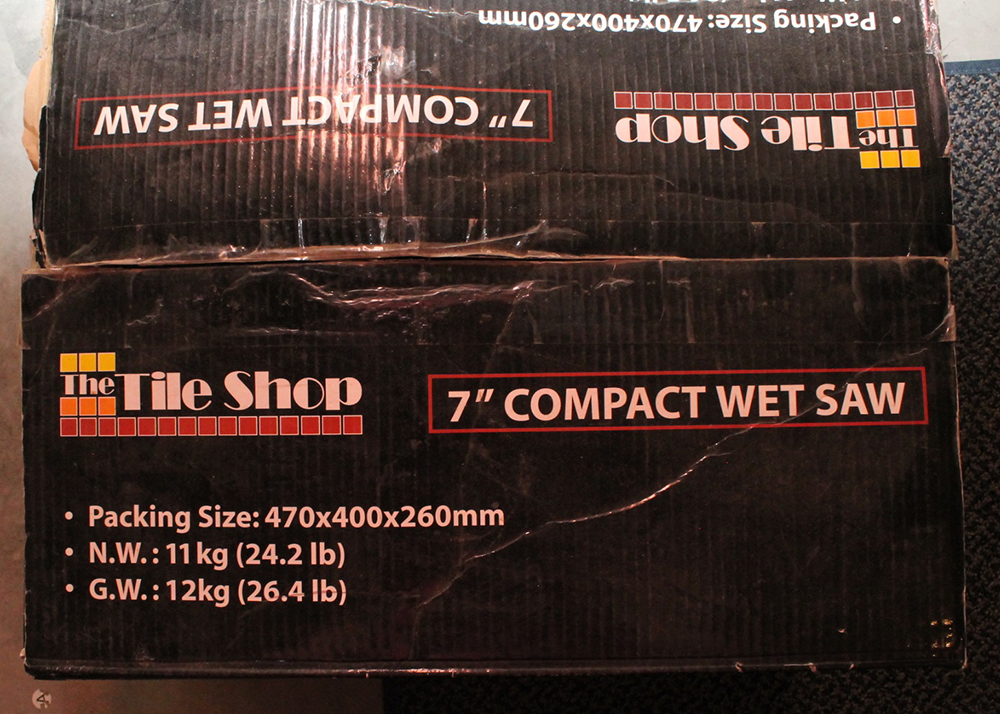 • Packing Size: 470x400x260mm
7" COMPACT WET SAW
The Tile Shop
The Tile Shop
7" COMPACT WET SAW
• Packing Size: 470x400x260mm
• N.W.: 11kg (24.2 lb)
• G.W.: 12kg (26.4 lb)